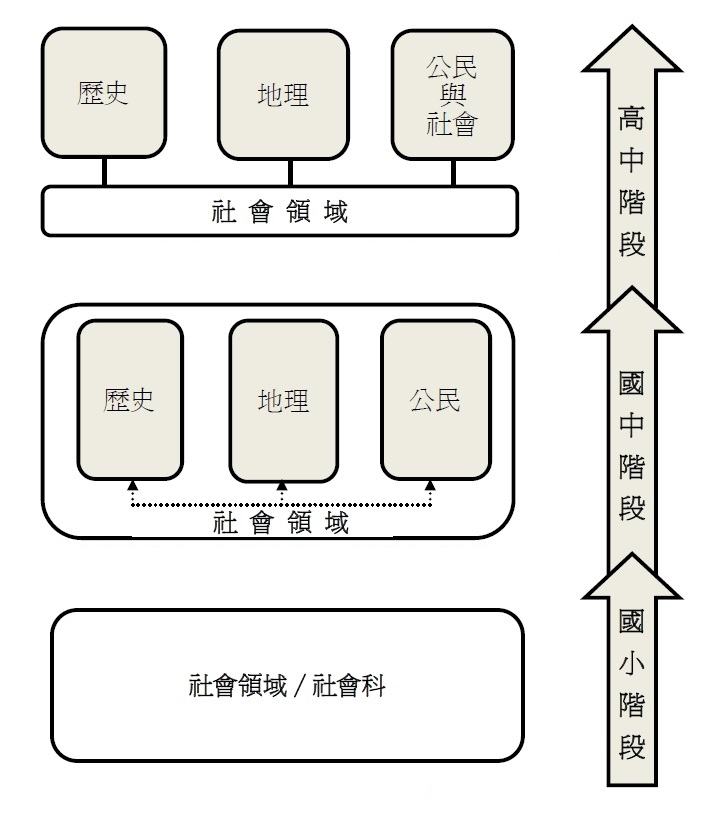 歷史
地理
公民
與
社會
社會領域
高中階段
歷史
地理
公民
社會領域
國中階段
社會領域/社會科
國小階段